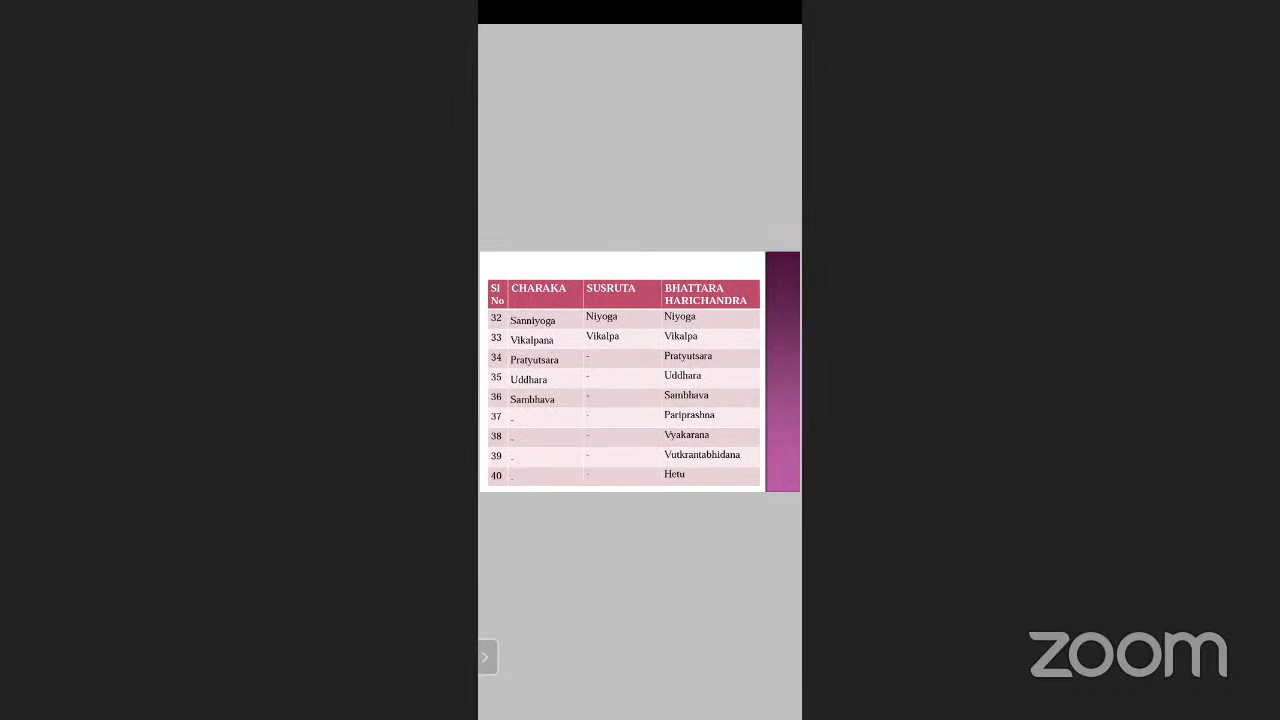 Sl No CHARAKA SUSRUTA BHATTARA HARICHANDRA
32 Sanniyoga Niyoga Niyoga
33 Vikalpana Vikalpa Vikalpa
34 Pratyutsara - Pratyutsara
35 Uddhara - Uddhara
36 Sambhava - Sambhava
37 - - Pariprashna
38 - - Vyakarana
39 - - Vutkrantabhidana
40 - - Hetu
zoom